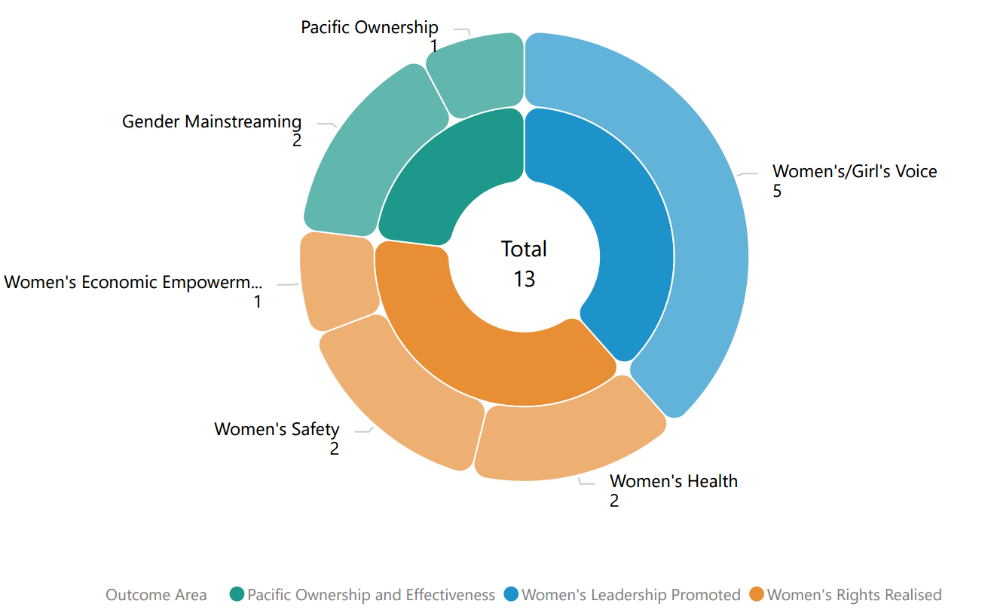 Pacific Ownership
1
Gender Mainstreaming
2
Women's/Girl's Voice
5
Total
13
Women's Economic Empowerm...
1
Women's Safety
2
Women's Health
2
Outcome Area Pacific Ownership and Effectiveness Women's Leadership Promoted Women's Rights Realised